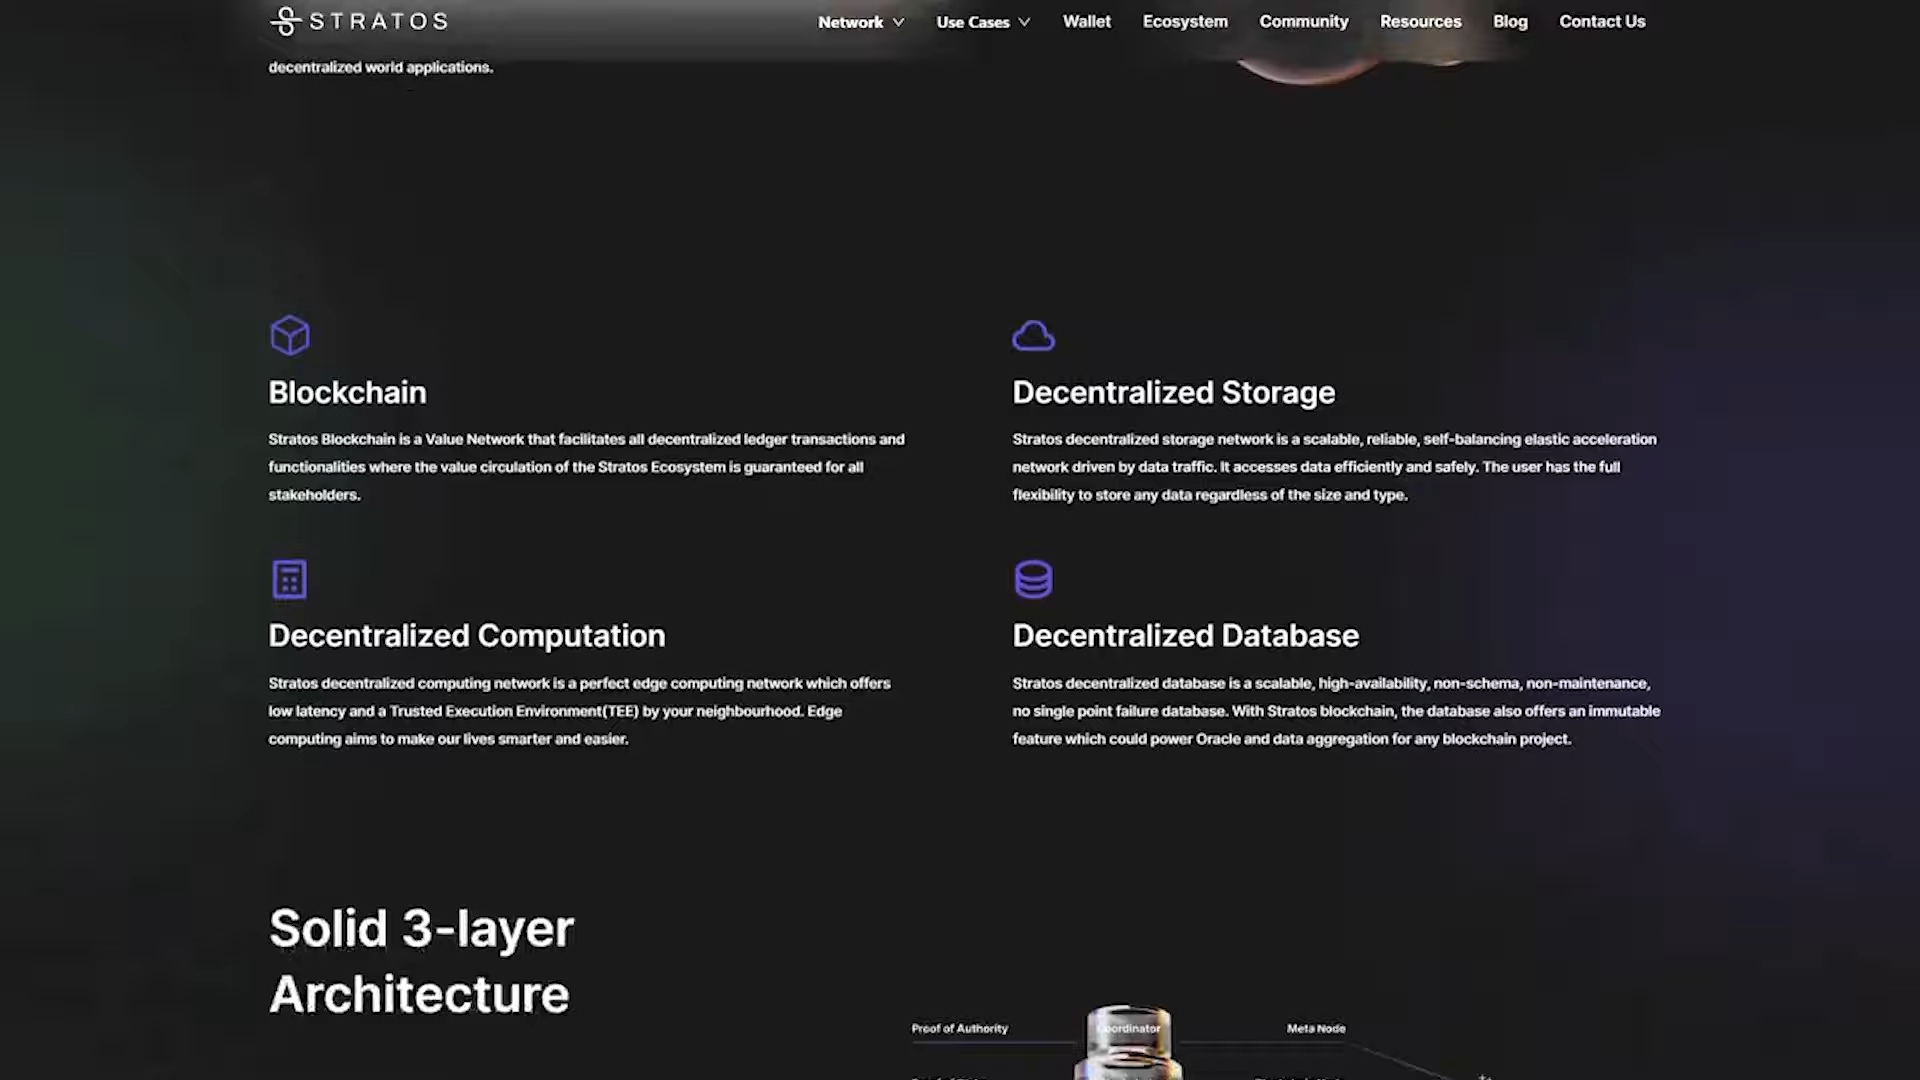 STRATOS
Network
Use Cases
Wallet
Ecosystem
Community
Resources
Blog
Contact Us
decentralized world applications.
Blockchain
Stratos Blockchain is a Value Network that facilitates all decentralized ledger transactions and
functionalities where the value circulation of the Stratos Ecosystem is guaranteed for all
stakeholders.
Decentralized Storage
Stratos decentralized storage network is a scalable, reliable, self-balancing elastic acceleration
network driven by data traffic. It accesses data efficiently and safely. The user has the full
flexibility to store any data regardless of the size and type.
Decentralized Computation
Stratos decentralized computing network is a perfect edge computing network which offers
low latency and a Trusted Execution Environment(TEE) by your neighbourhood. Edge
computing aims to make our lives smarter and easier.
Decentralized Database
Stratos decentralized database is a scalable, high-availability, non-schema, non-maintenance,
no single point failure database. With Stratos blockchain, the database also offers an immutable
feature which could power Oracle and data aggregation for any blockchain project.
Solid 3-layer
Architecture
Proof of Authority
Coordinator
Meta Node